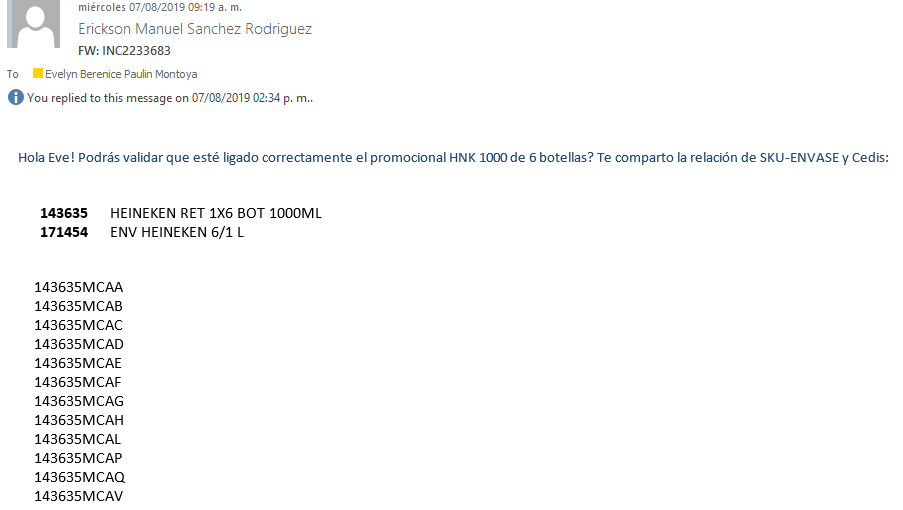 miércoles 07/08/2019 09:19 a. m.
Erickson Manuel Sanchez Rodriguez
FW: INC2233683
To Evelyn Berenice Paulin Montoya
You replied to this message on 07/08/2019 02:34 p. m..
Hola Eve! Podrás validar que esté ligado correctamente el promocional HNK 1000 de 6 botellas? Te comparto la relación de SKU-ENVASE y Cedis:
143635 HEINEKEN RET 1X6 BOT 1000ML
171454 ENV HEINEKEN 6/1 L
143635MCAA
143635MCAB
143635MCAC
143635MCAD
143635MCAE
143635MCAF
143635MCAG
143635MCAH
143635MCAL
143635MCAP
143635MCAQ
143635MCAV